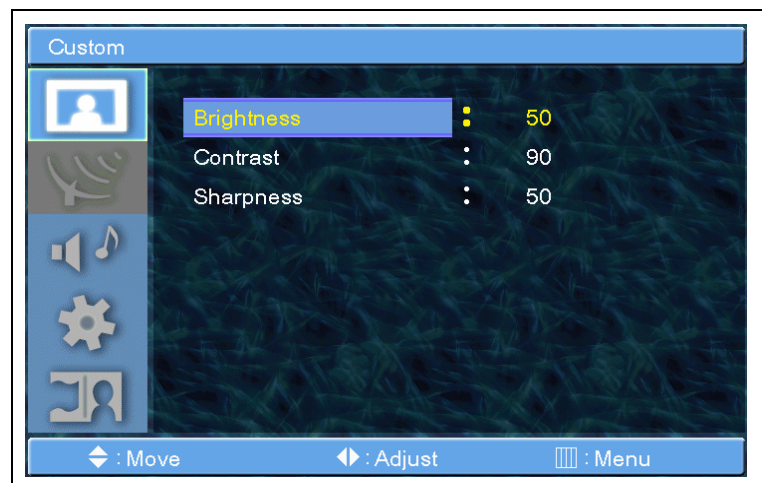 Custom
Brightness : 50
Contrast : 90
Sharpness : 50
: Move : Adjust : Menu